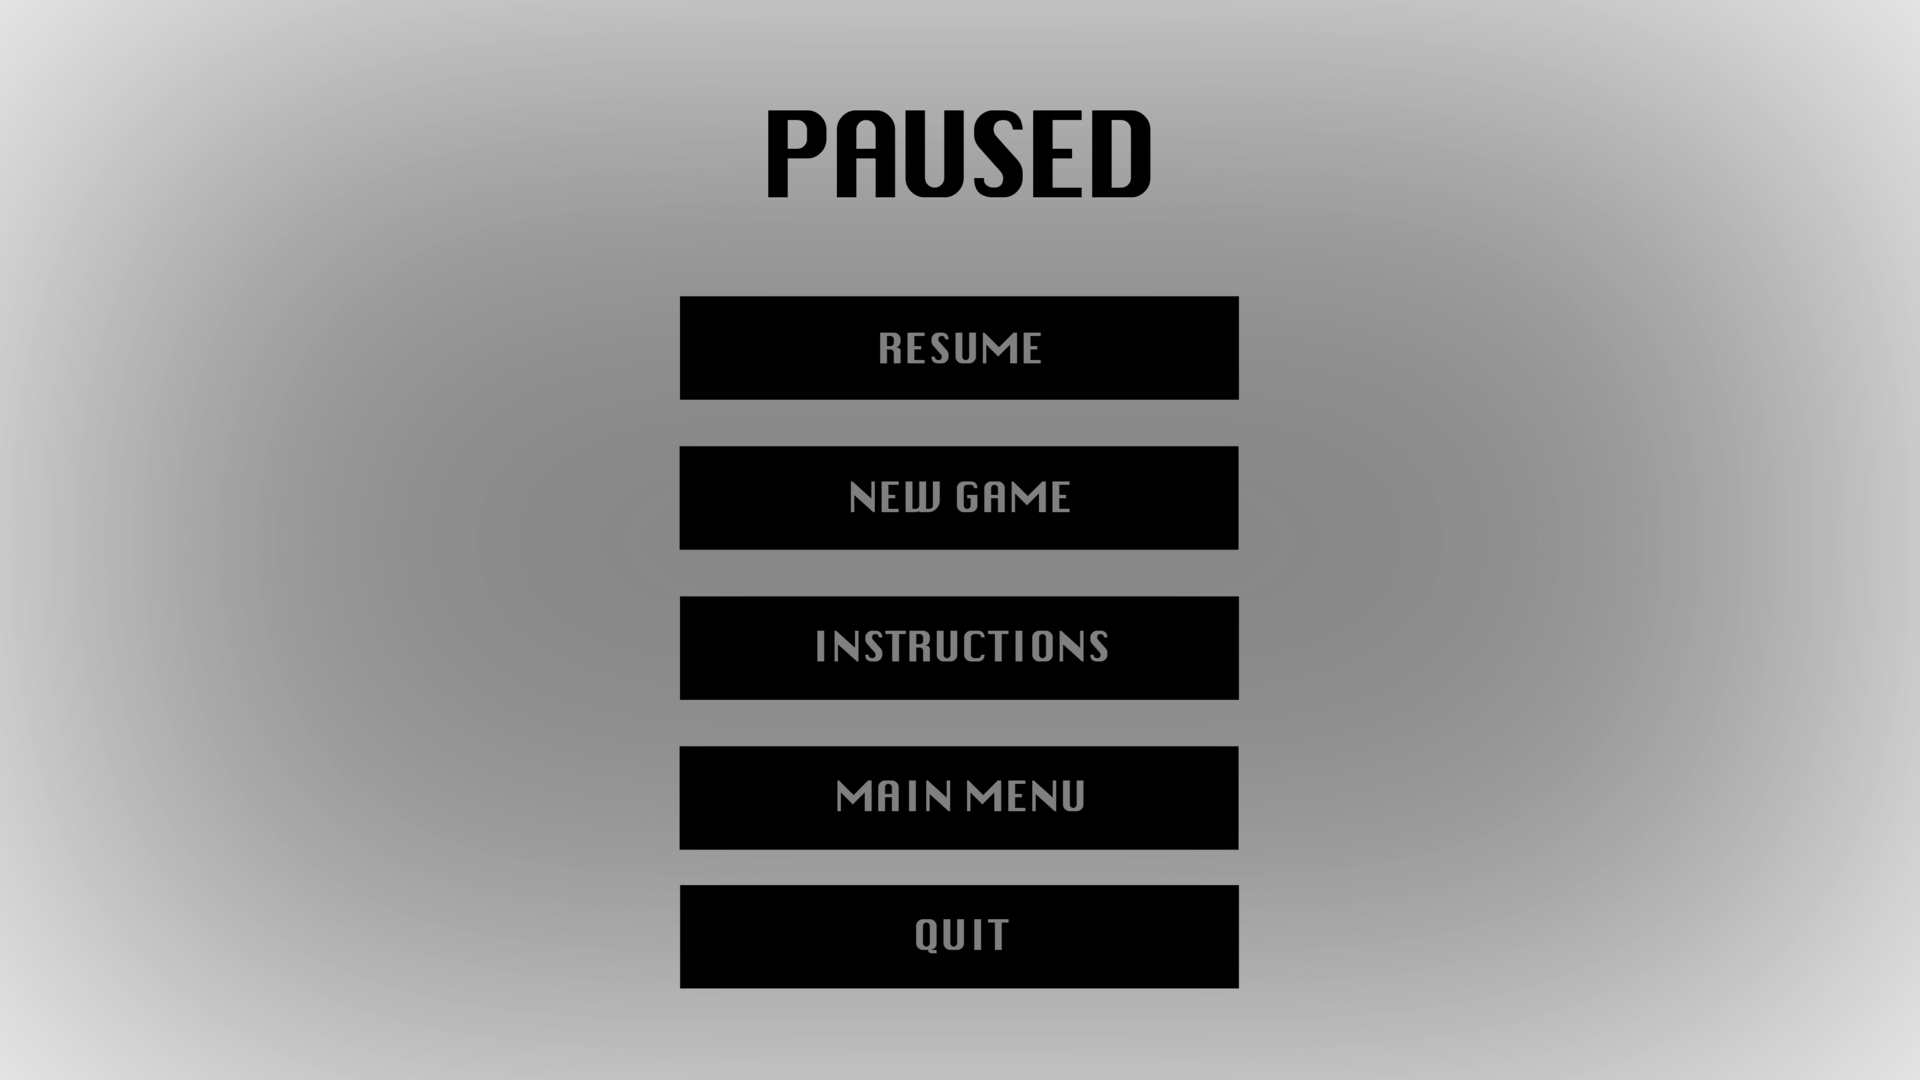 PAUSED
RESUME
NEW GAME
INSTRUCTIONS
MAIN MENU
QUIT